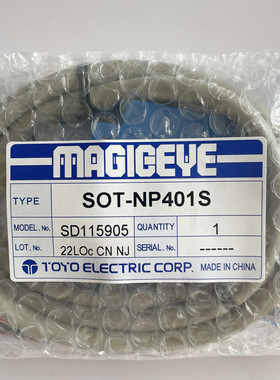 MAGICEYE
TYPE SOT-NP401S
MODEL.No. SD115905 QUANTITY 1
LOT.No. 22LOc CN NJ SERIAL.No. ------
TOYO ELECTRIC CORP. MADE IN CHINA